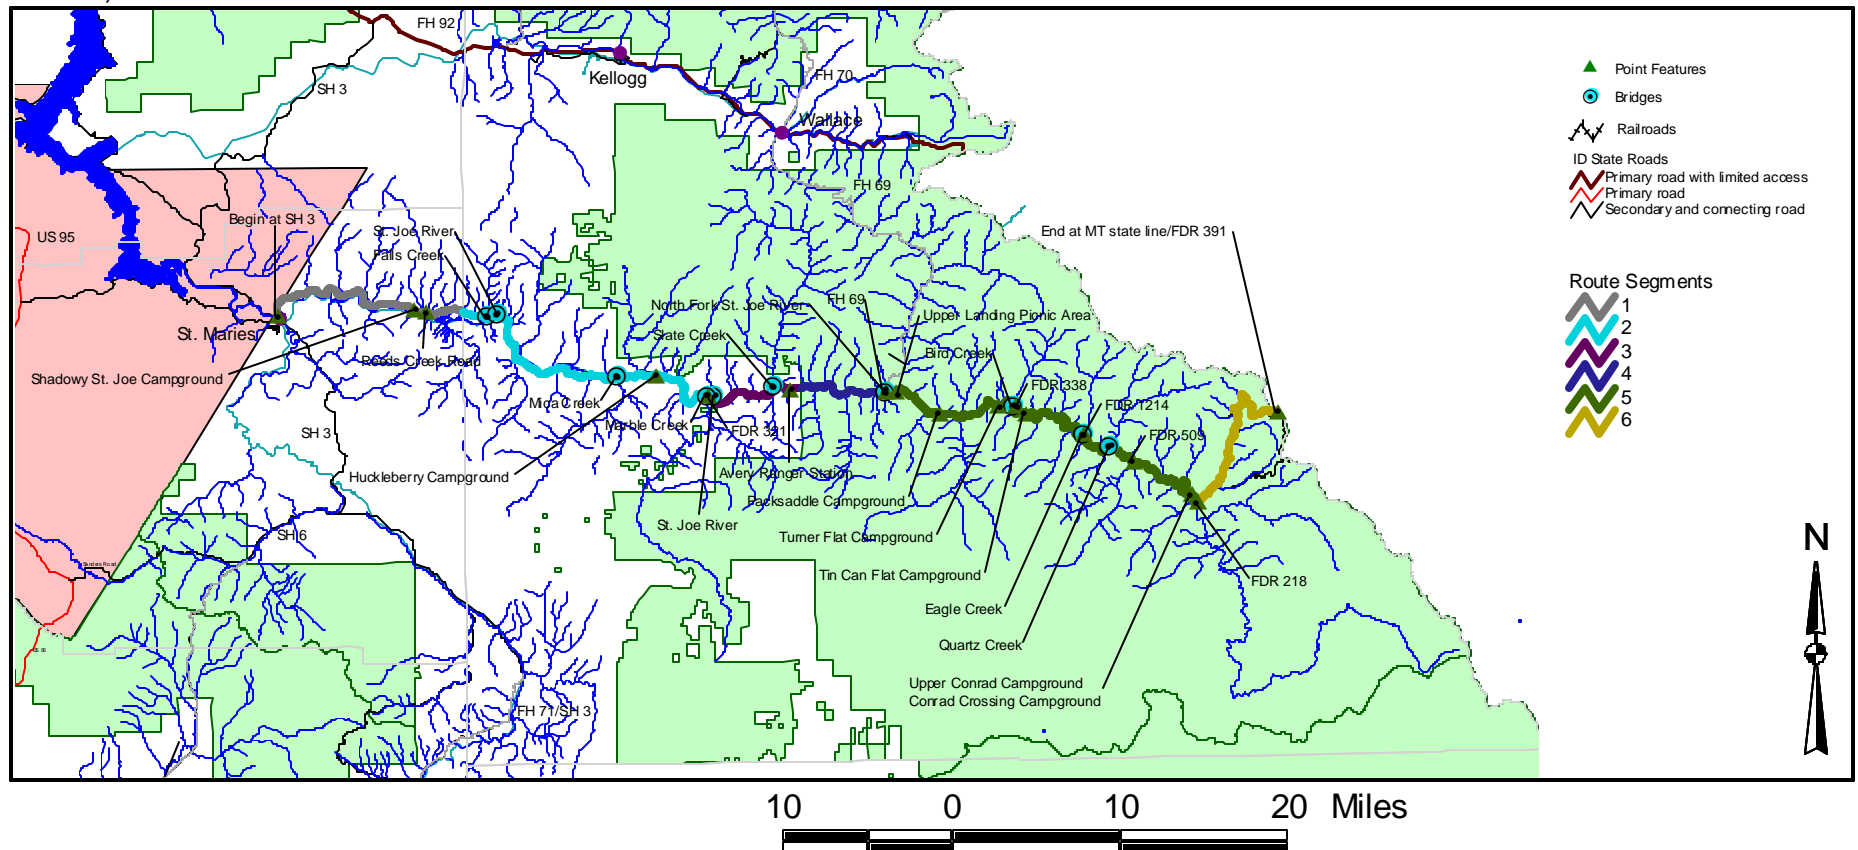 FH 92
Kellogg
SH 3
FH 70
Wallace
FH 69
Begin at SH 3
US 95
St. Joe River
Falls Creek
End at MT state line/FDR 391
North Fork St. Joe River
FH 69
Upper Landing Picnic Area
St. Maries
Slate Creek
Bird Creek
Reeds Creek Road
Shadowy St. Joe Campground
FDR 338
Mica Creek
FDR 1214
Marble Creek
FDR 321
SH 3
FDR 509
Huckleberry Campground
Avery Ranger Station
Packsaddle Campground
St. Joe River
SH 6
Turner Flat Campground
Sanders Road
Tin Can Flat Campground
FDR 218
Eagle Creek
Quartz Creek
US 95
Upper Conrad Campground
Conrad Crossing Campground
FH 71/SH 3
Point Features
Bridges
Railroads
ID State Roads
Primary road with limited access
Primary road
Secondary and connecting road
Route Segments
1
2
3
4
5
6
N
10 0 10 20 Miles